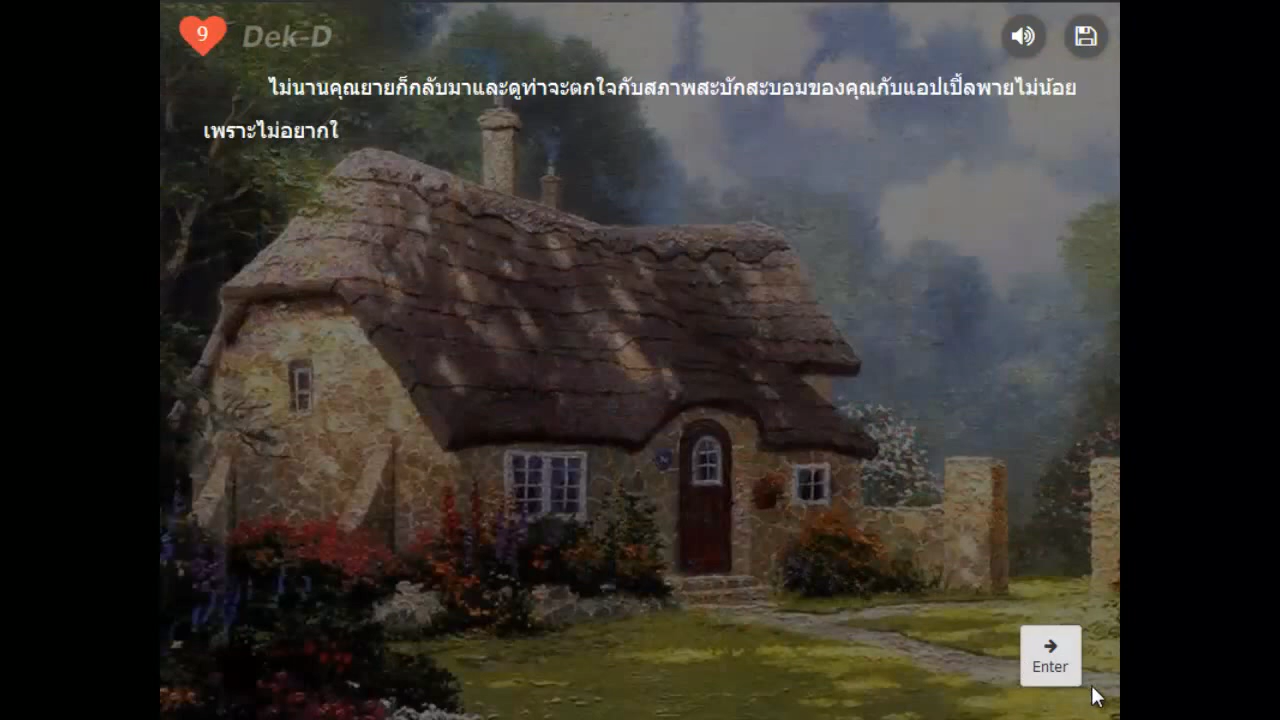 9 Dek-D
ไม่นานคุณยายก็กลับมาและดูท่าจะตกใจกับสภาพสะบักสะบอมของคุณกับแอปเปิ้ลพายไม่น้อย
เพราะไม่อยากใ
Enter